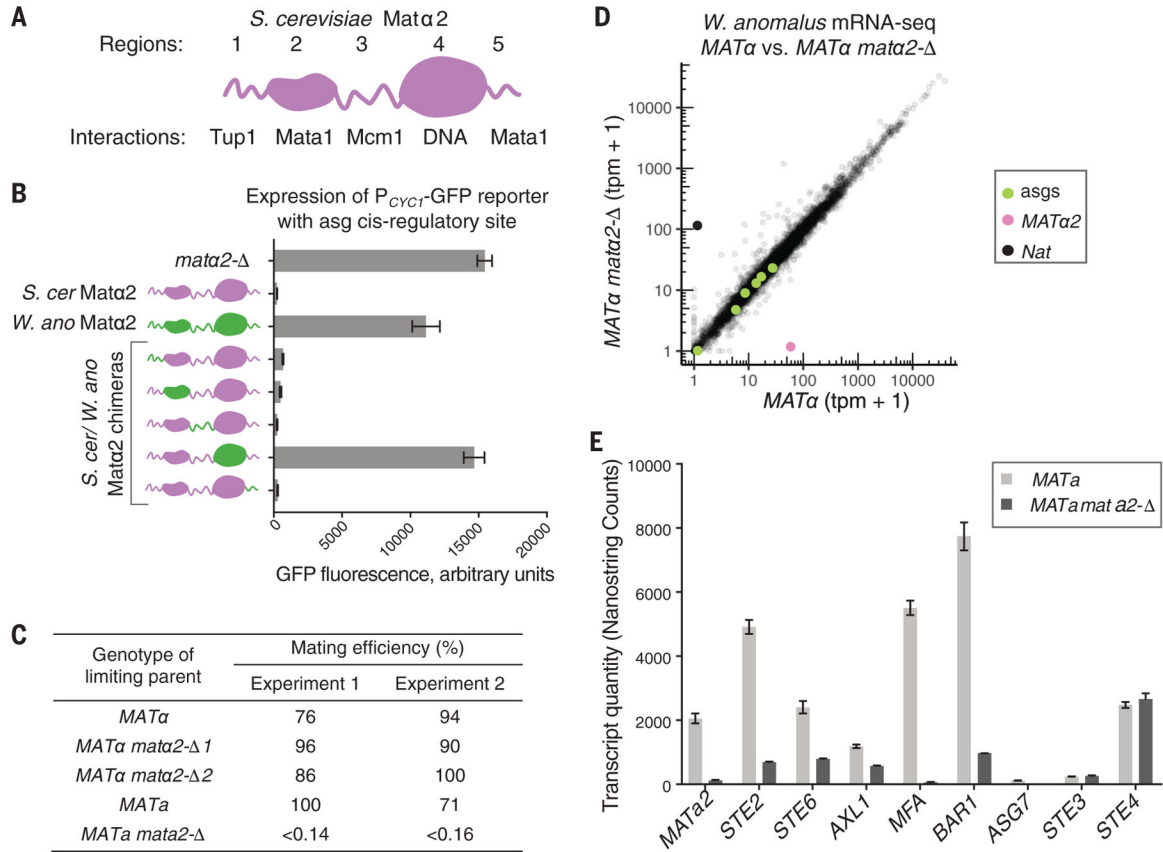 A
S. cerevisiae Matα2
Regions: 1 2 3 4 5
Interactions: Tup1 Mata1 Mcm1 DNA Mata1
B
Expression of PCYC1-GFP reporter
with asg cis-regulatory site
matα2-Δ
S. cer Matα2
W. ano Matα2
S. cer/ W. ano
Matα2 chimeras
0 5000 10000 15000 20000
GFP fluorescence, arbitrary units
C
Genotype of
limiting parent
Mating efficiency (%)
Experiment 1 Experiment 2
MATα 76 94
MATα matα2-Δ1 96 90
MATα matα2-Δ2 86 100
MATa 100 71
MATa mata2-Δ <0.14 <0.16
D
W. anomalus mRNA-seq
MATα vs. MATα matα2-Δ
MATα matα2-Δ (tpm + 1)
10000
1000
100
10
1
1 10 100 1000 10000
MATα (tpm + 1)
asgs
MATα2
Nat
E
Transcript quantity (Nanostring Counts)
10000
8000
6000
4000
2000
0
MATa
MATa mat a2-Δ
MATa2 STE2 STE6 AXL1 MFA BAR1 ASG7 STE3 STE4